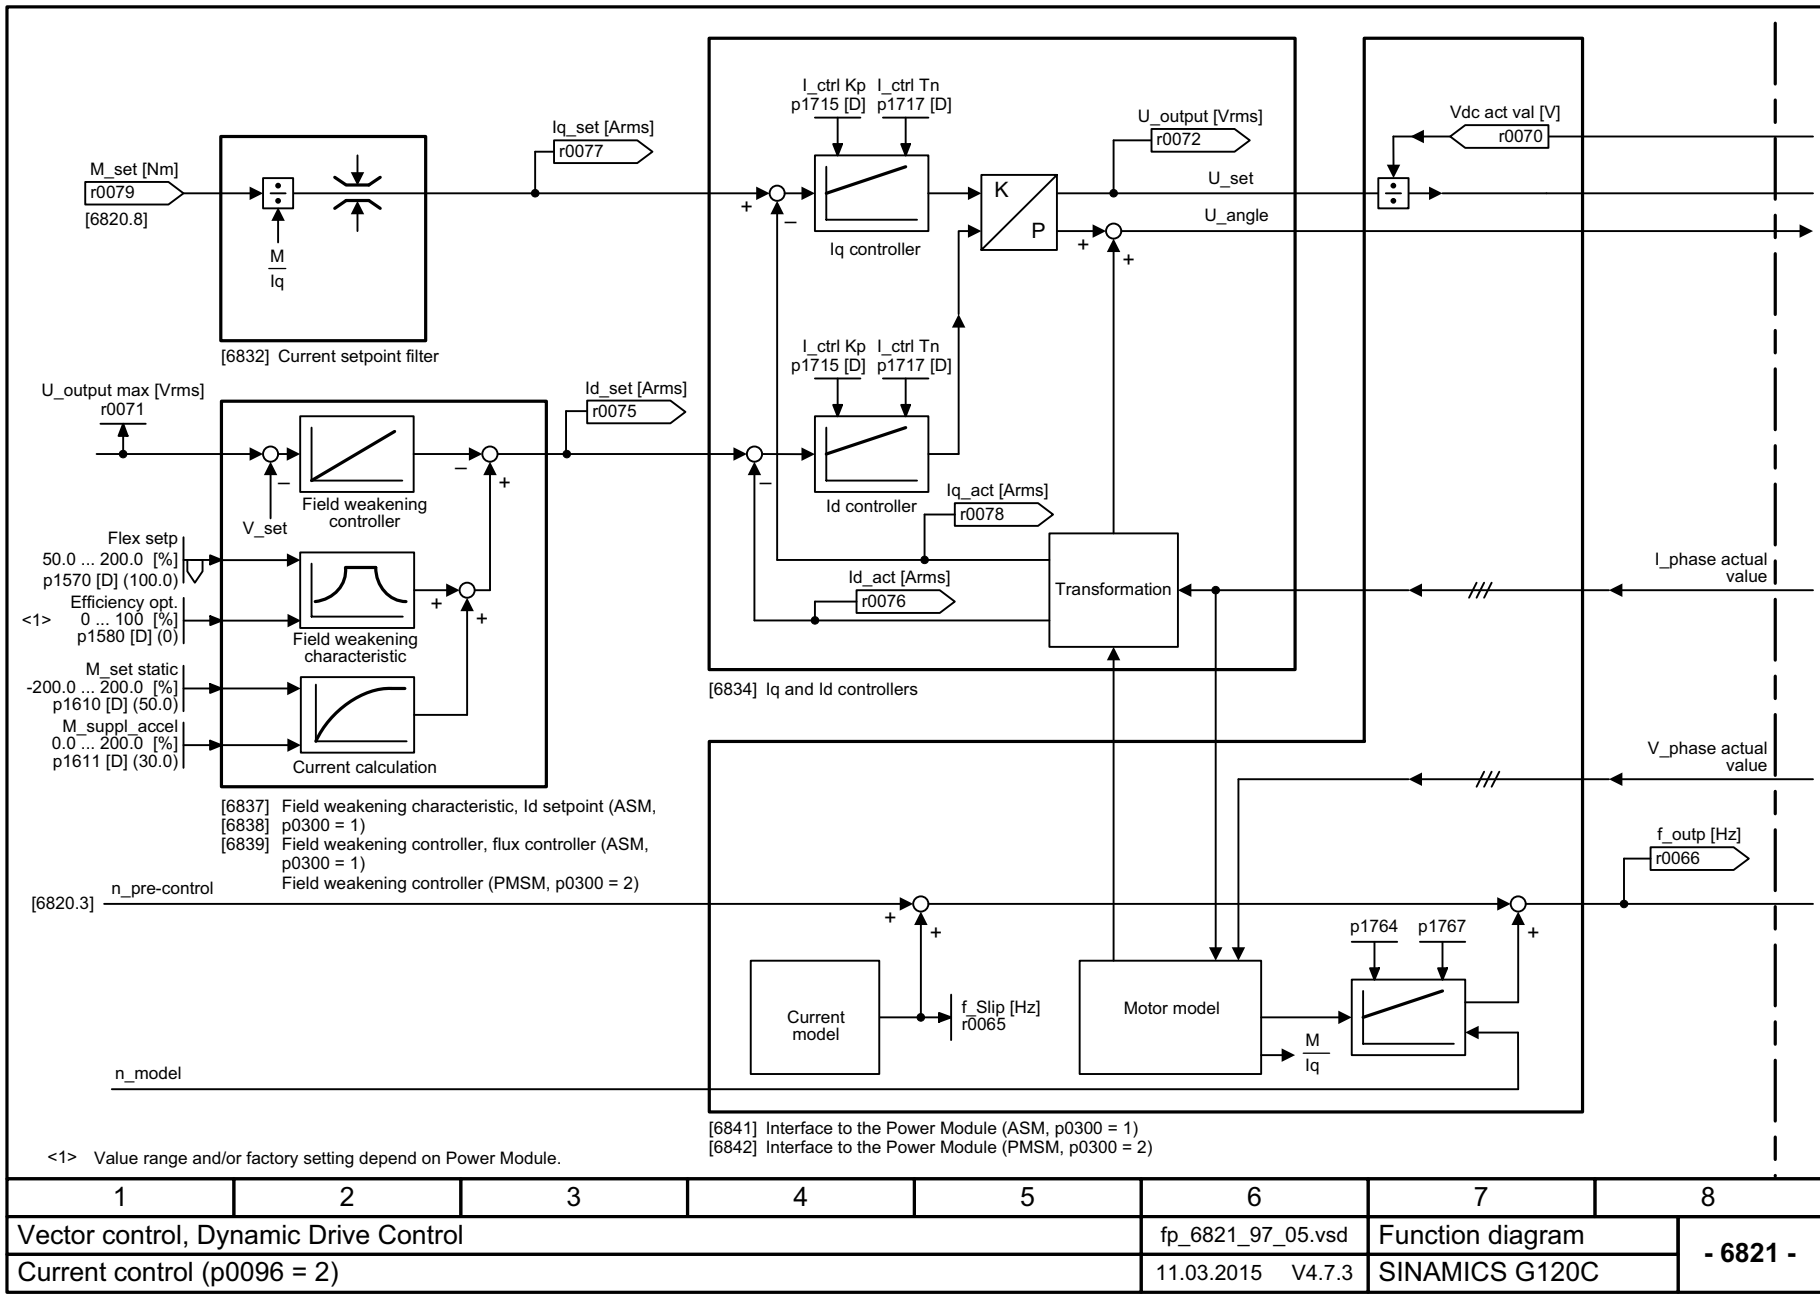 M_set [Nm]
r0079
[6820.8]
÷
M
Iq
[6832] Current setpoint filter
Iq_set [Arms]
r0077
I_ctrl Kp
p1715 [D]
I_ctrl Tn
p1717 [D]
+
–
Iq controller
K
P
U_output [Vrms]
r0072
U_set
U_angle
+
+
Vdc act val [V]
r0070
÷
U_output max [Vrms]
r0071
–
V_set
Field weakening
controller
–
+
Id_set [Arms]
r0075
I_ctrl Kp
p1715 [D]
I_ctrl Tn
p1717 [D]
–
Id controller
Iq_act [Arms]
r0078
Id_act [Arms]
r0076
Transformation
I_phase actual
value
Flex setp
50.0 ... 200.0 [%]
p1570 [D] (100.0)
Efficiency opt.
<1> 0 ... 100 [%]
p1580 [D] (0)
Field weakening
characteristic
+
+
M_set static
-200.0 ... 200.0 [%]
p1610 [D] (50.0)
M_suppl_accel
0.0 ... 200.0 [%]
p1611 [D] (30.0)
Current calculation
[6834] Iq and Id controllers
V_phase actual
value
[6837] Field weakening characteristic, Id setpoint (ASM,
[6838] p0300 = 1)
[6839] Field weakening controller, flux controller (ASM,
p0300 = 1)
Field weakening controller (PMSM, p0300 = 2)
f_outp [Hz]
r0066
[6820.3] n_pre-control
+
+
p1764
p1767
+
Current
model
f_Slip [Hz]
r0065
Motor model
M
Iq
n_model
[6841] Interface to the Power Module (ASM, p0300 = 1)
[6842] Interface to the Power Module (PMSM, p0300 = 2)
<1> Value range and/or factory setting depend on Power Module.
1 2 3 4 5 6 7 8
Vector control, Dynamic Drive Control
fp_6821_97_05.vsd
Function diagram
- 6821 -
Current control (p0096 = 2)
11.03.2015 V4.7.3
SINAMICS G120C